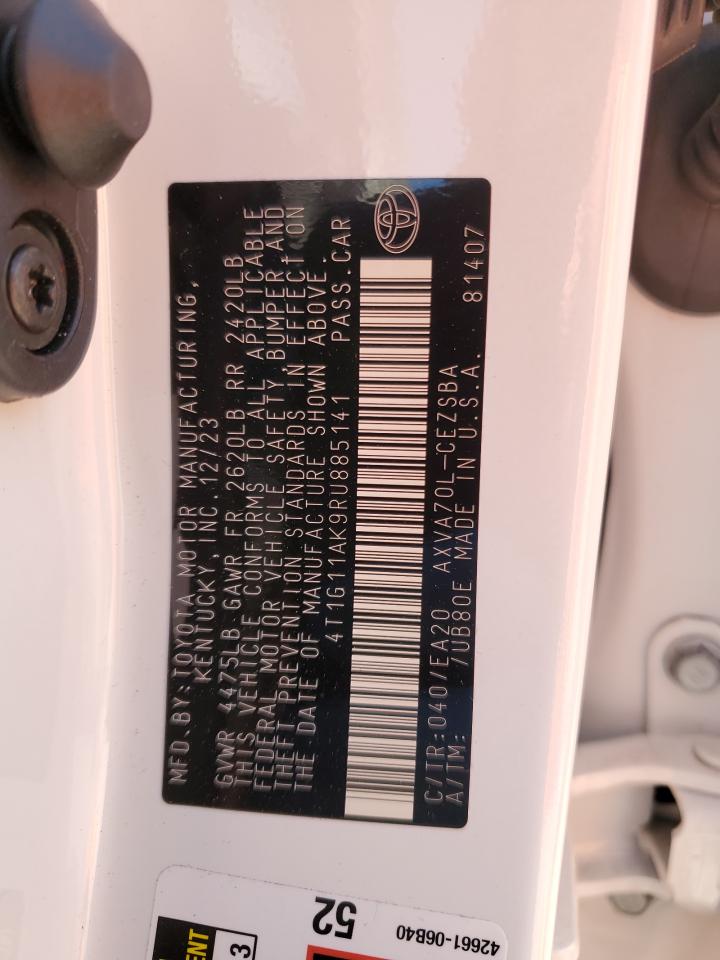 MFD.BY:TOYOTA MOTOR MANUFACTURING,
KENTUCKY,INC.12/23
GVWR 4475LB GAWR FR 2620LB RR 2420LB
THIS VEHICLE CONFORMS TO ALL APPLICABLE
FEDERAL MOTOR VEHICLE SAFETY BUMPER AND
THEFT PREVENTION STANDARDS IN EFFECT ON
THE DATE OF MANUFACTURE SHOWN ABOVE.
4T1G11AK9RU885141 PASS.CAR
C/TR:040/EA20 AXVA70L-CEZSBA
A/TM: /UB80E MADE IN U.S.A. 81407
52
42661-06B40
3